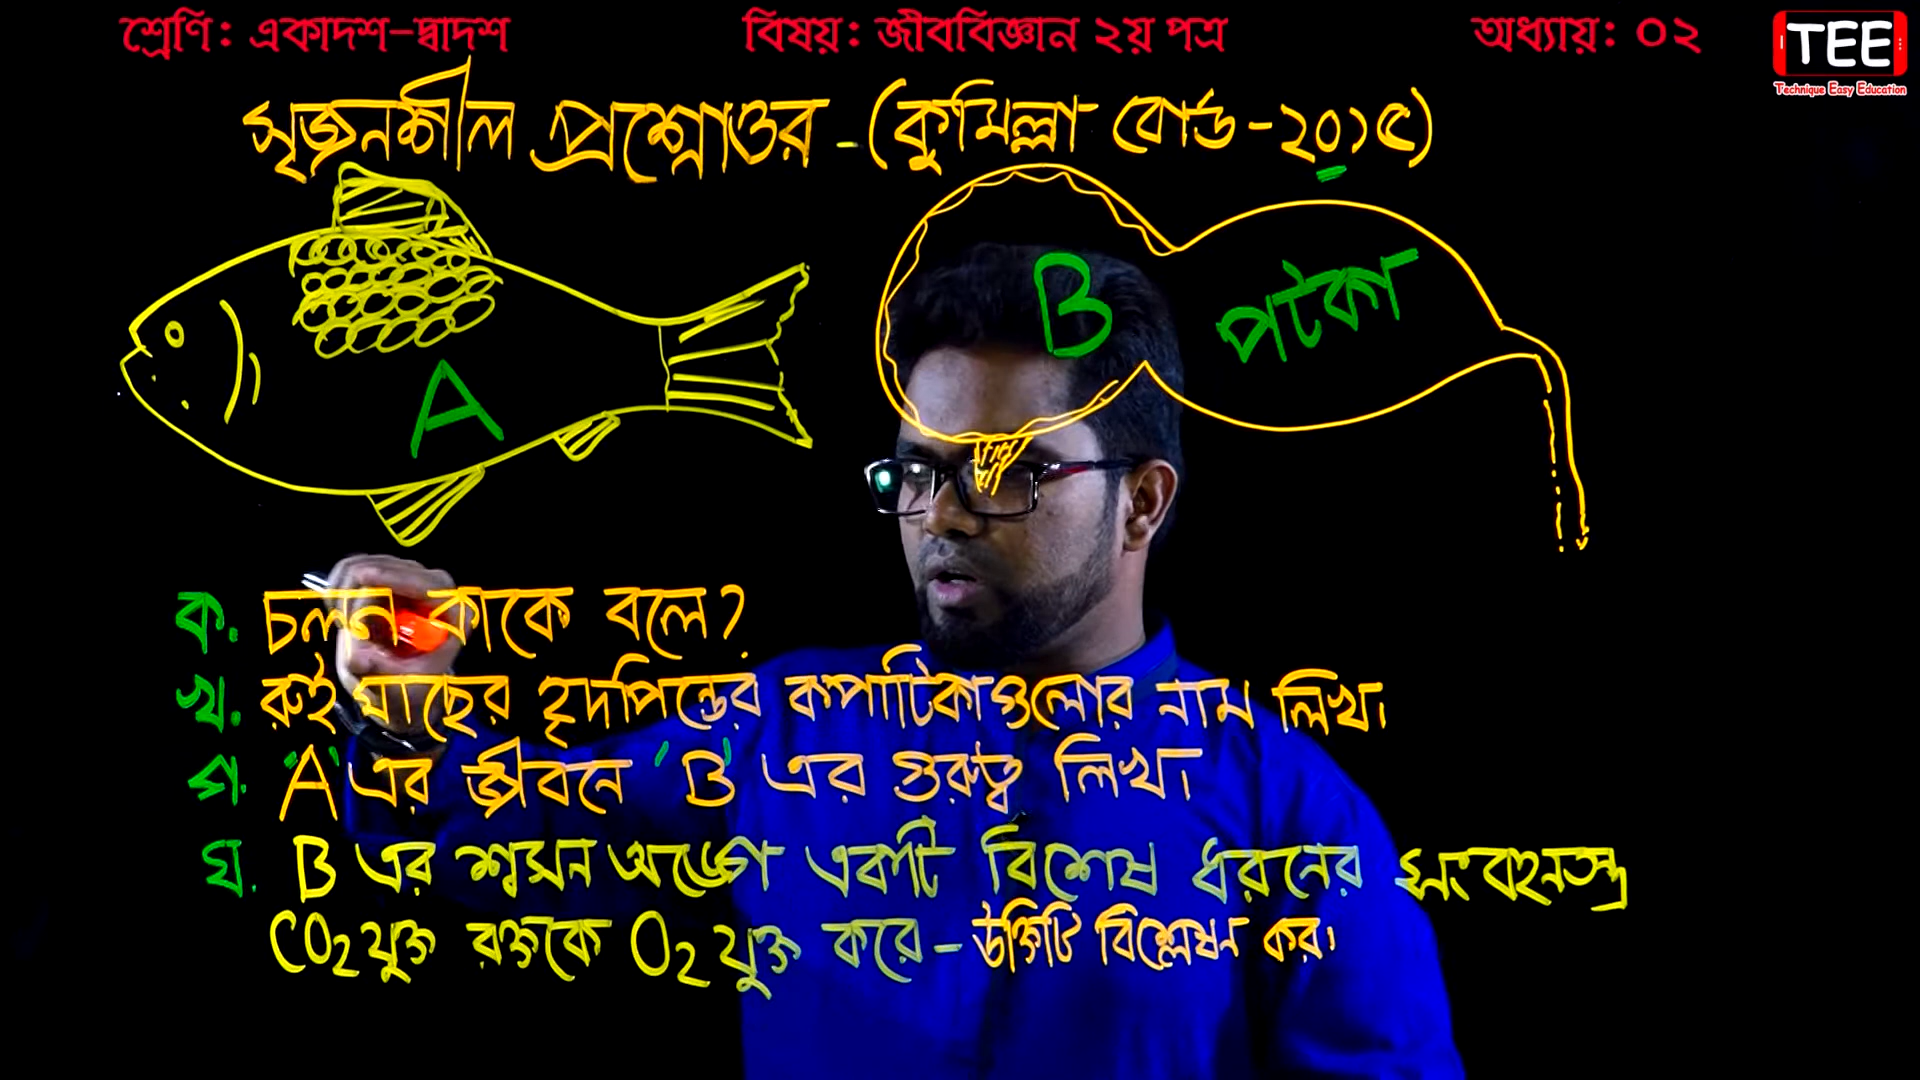 শ্রেণি: একাদশ-দ্বাদশ বিষয়: জীববিজ্ঞান ২য় পত্র অধ্যায়: ০২
TEE
Technique Easy Education
সৃজনশীল প্রশ্নোত্তর - (কুমিল্লা বোর্ড-২০১৫)
A
B
পটকা
ক. চলন কাকে বলে?
খ. রুই মাছের হৃদপিন্ডের কপাটিকাগুলোর নাম লিখ।
গ. 'A' এর জীবনে 'B' এর গুরুত্ব লিখ।
ঘ. B এর শ্বসন অঙ্গে একটি বিশেষ ধরনের সংবহনতন্ত্র
CO₂ যুক্ত রক্তকে O₂ যুক্ত করে - উক্তিটি বিশ্লেষণ কর।